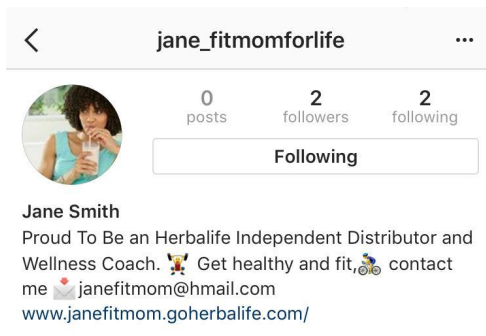 jane_fitmomforlife
0 2 2
posts followers following
Following
Jane Smith
Proud To Be an Herbalife Independent Distributor and
Wellness Coach. 🏋️ Get healthy and fit,🚴 contact
me 📩janefitmom@hmail.com
www.janefitmom.goherbalife.com/